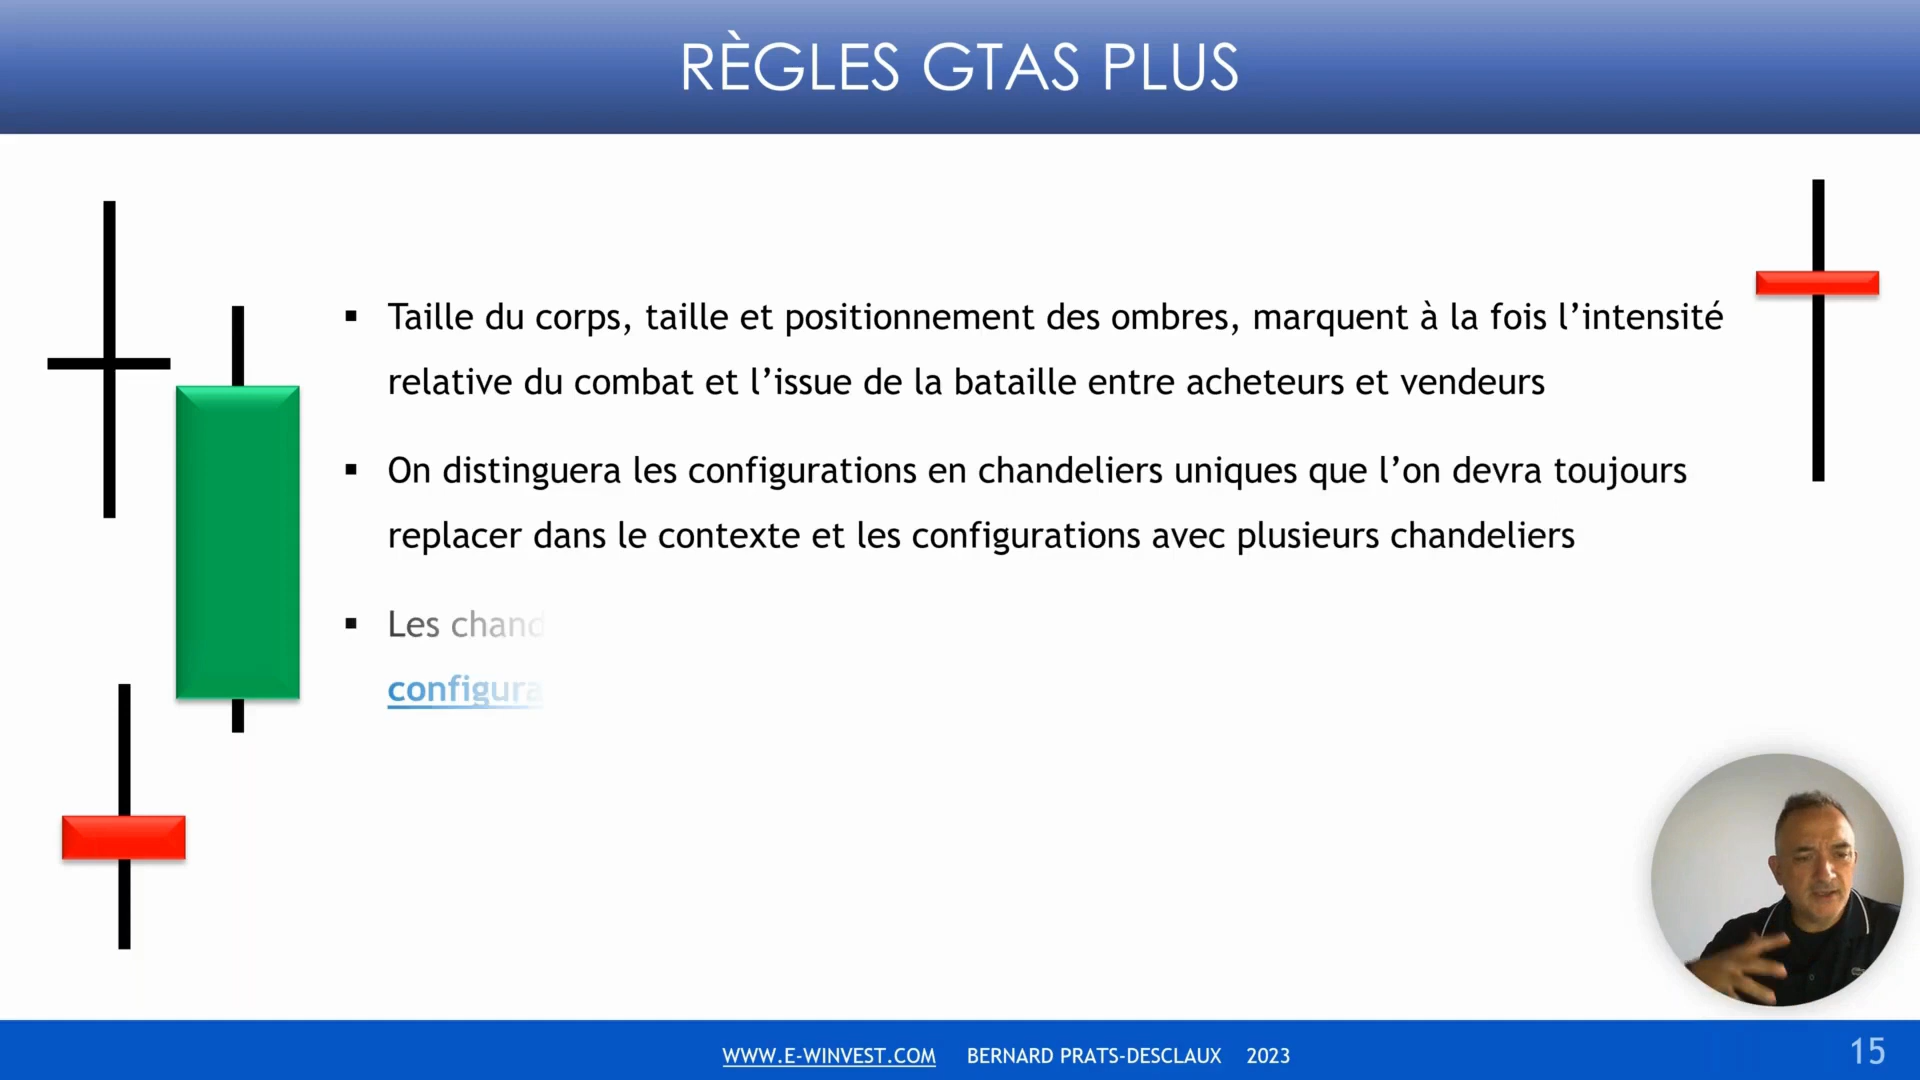 RÈGLES GTAS PLUS
▪ Taille du corps, taille et positionnement des ombres, marquent à la fois l’intensité
relative du combat et l’issue de la bataille entre acheteurs et vendeurs
▪ On distinguera les configurations en chandeliers uniques que l’on devra toujours
replacer dans le contexte et les configurations avec plusieurs chandeliers
▪ Les chand
configura
WWW.E-WINVEST.COM BERNARD PRATS-DESCLAUX 2023
15